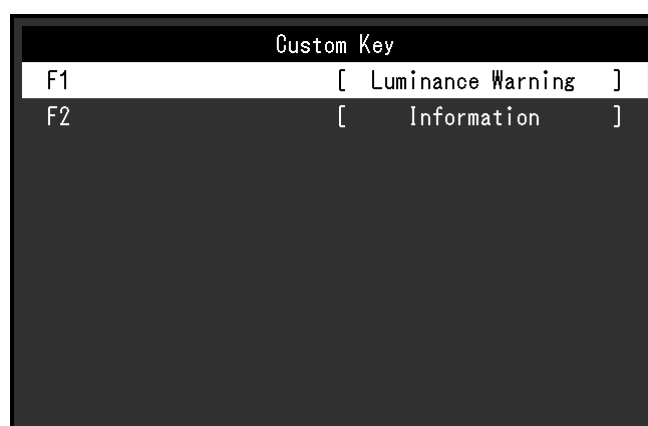 Custom Key
F1 [ Luminance Warning ]
F2 [ Information ]